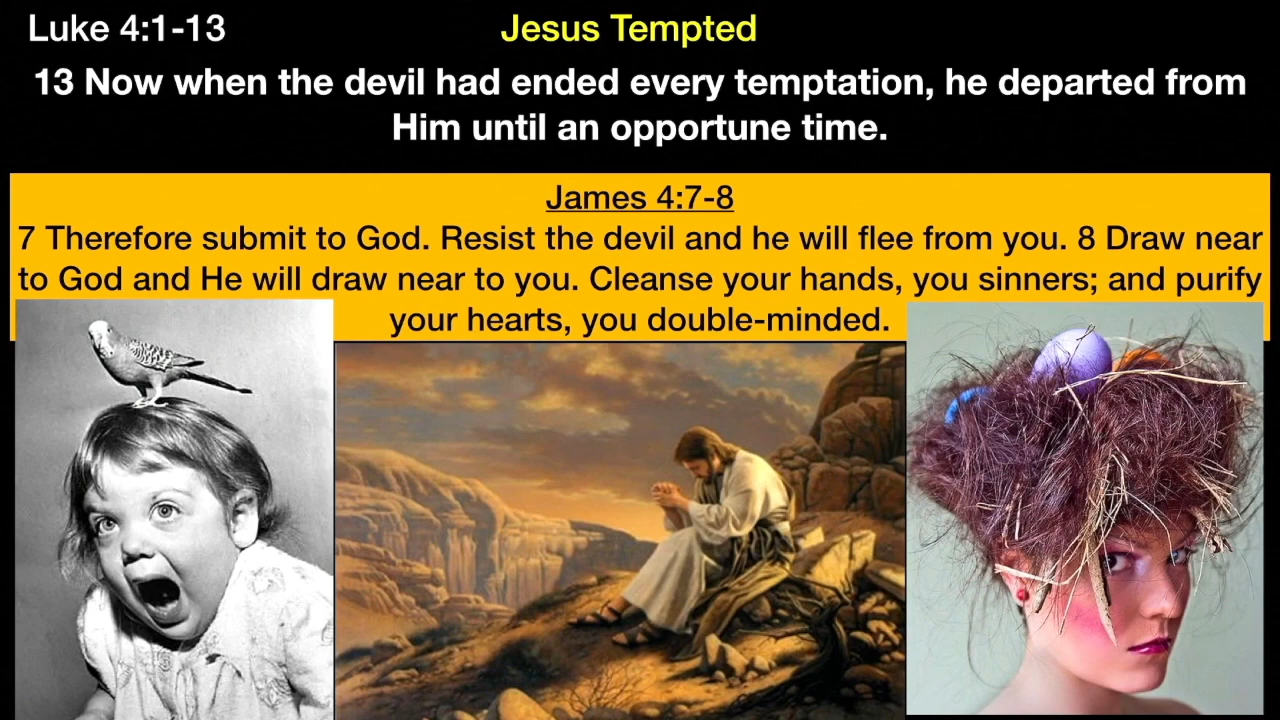 Luke 4:1-13
Jesus Tempted
13 Now when the devil had ended every temptation, he departed from
Him until an opportune time.
James 4:7-8
7 Therefore submit to God. Resist the devil and he will flee from you. 8 Draw near
to God and He will draw near to you. Cleanse your hands, you sinners; and purify
your hearts, you double-minded.